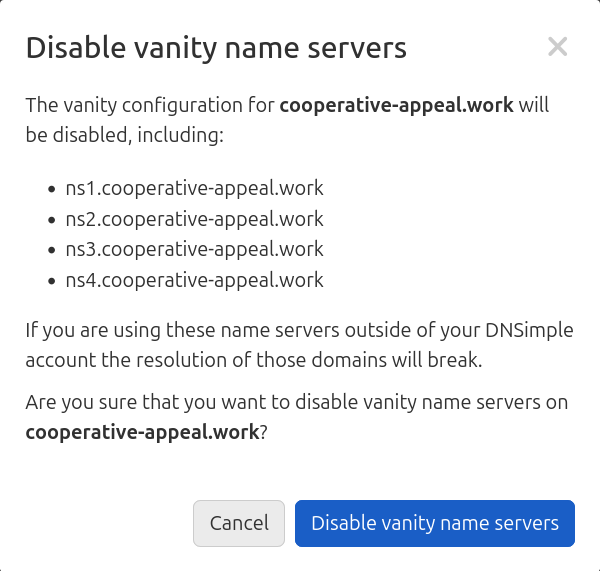 Disable vanity name servers
The vanity configuration for cooperative-appeal.work will
be disabled, including:
• ns1.cooperative-appeal.work
• ns2.cooperative-appeal.work
• ns3.cooperative-appeal.work
• ns4.cooperative-appeal.work
If you are using these name servers outside of your DNSimple
account the resolution of those domains will break.
Are you sure that you want to disable vanity name servers on
cooperative-appeal.work?
Cancel
Disable vanity name servers